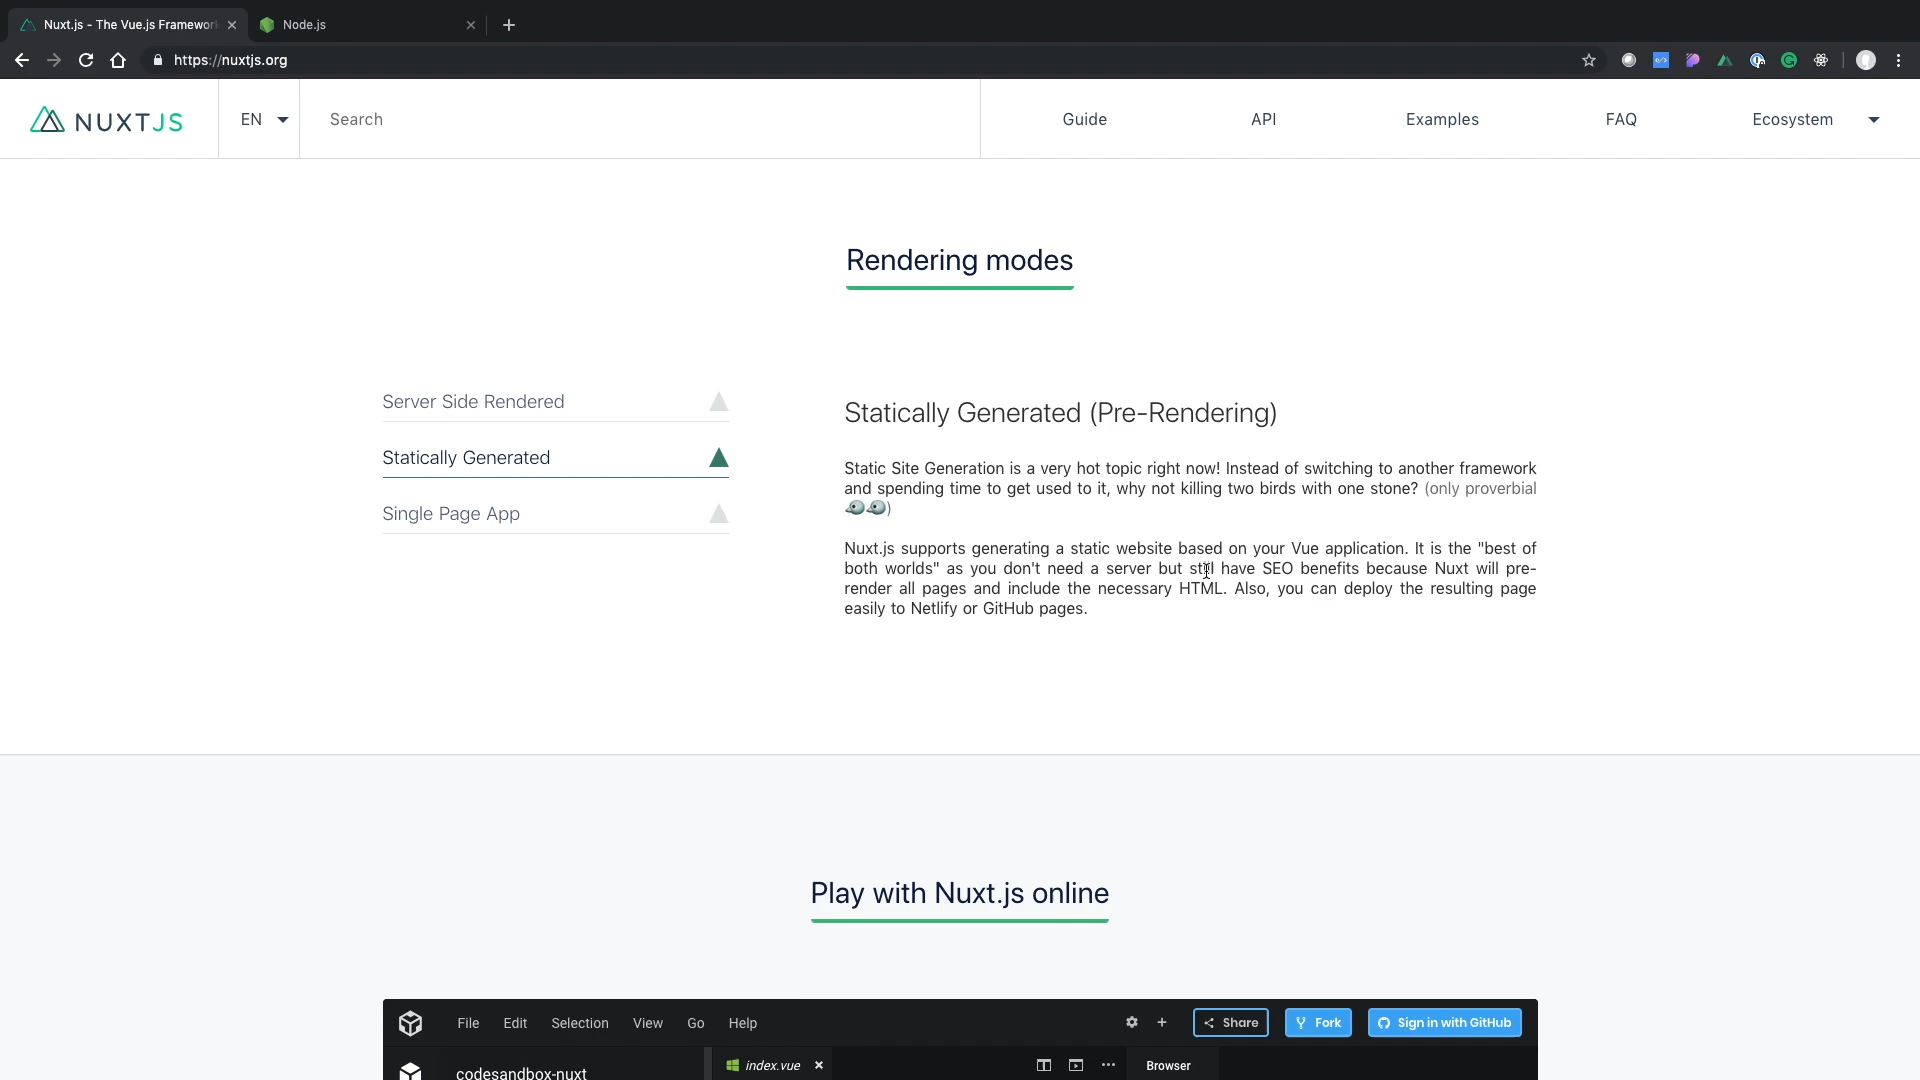 Nuxt.js - The Vue.js Framewor
Node.js
https://nuxtjs.org
NUXTJS
EN
Search
Guide
API
Examples
FAQ
Ecosystem
Rendering modes
Server Side Rendered
Statically Generated
Single Page App
Statically Generated (Pre-Rendering)
Static Site Generation is a very hot topic right now! Instead of switching to another framework
and spending time to get used to it, why not killing two birds with one stone? (only proverbial
🐦🐦)
Nuxt.js supports generating a static website based on your Vue application. It is the "best of
both worlds" as you don't need a server but still have SEO benefits because Nuxt will pre-
render all pages and include the necessary HTML. Also, you can deploy the resulting page
easily to Netlify or GitHub pages.
Play with Nuxt.js online
File Edit Selection View Go Help
Share
Fork
Sign in with GitHub
codesandbox-nuxt
index.vue
Browser